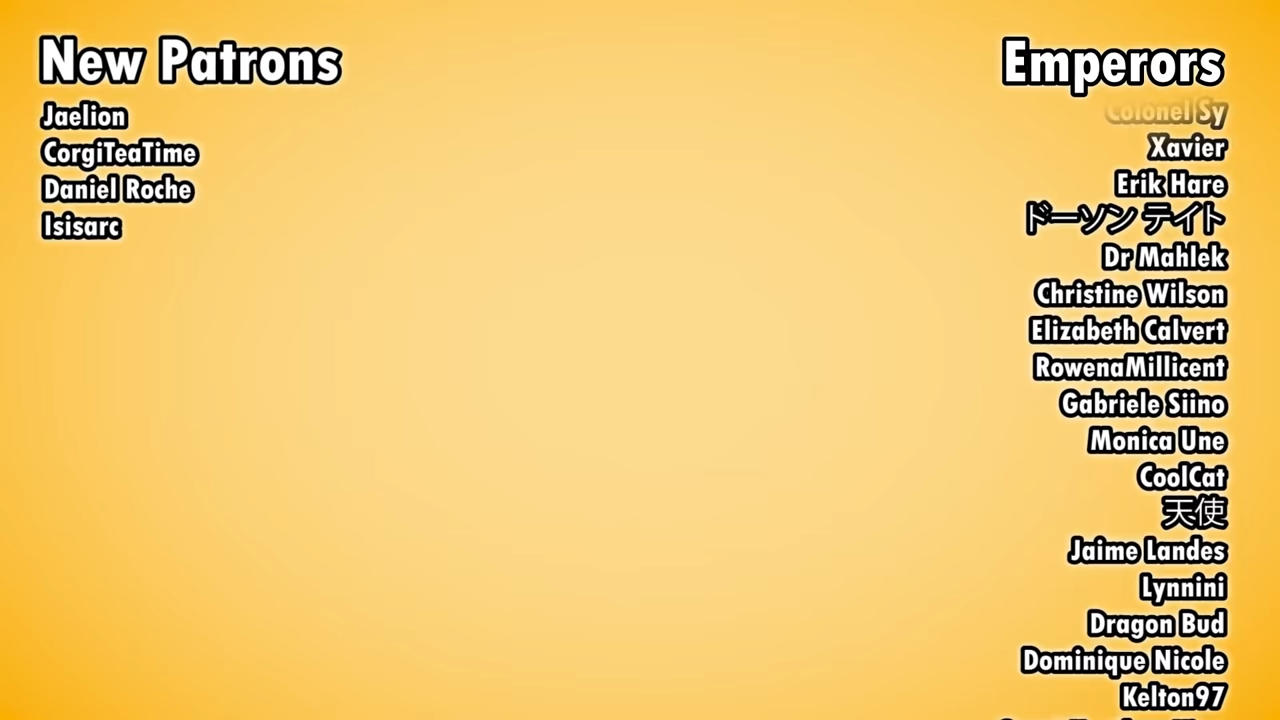 New Patrons
Jaelion
CorgiTeaTime
Daniel Roche
Isisarc
Emperors
Colonel Sy
Xavier
Erik Hare
ドーソン テイト
Dr Mahlek
Christine Wilson
Elizabeth Calvert
RowenaMillicent
Gabriele Siino
Monica Une
CoolCat
天使
Jaime Landes
Lynnini
Dragon Bud
Dominique Nicole
Kelton97